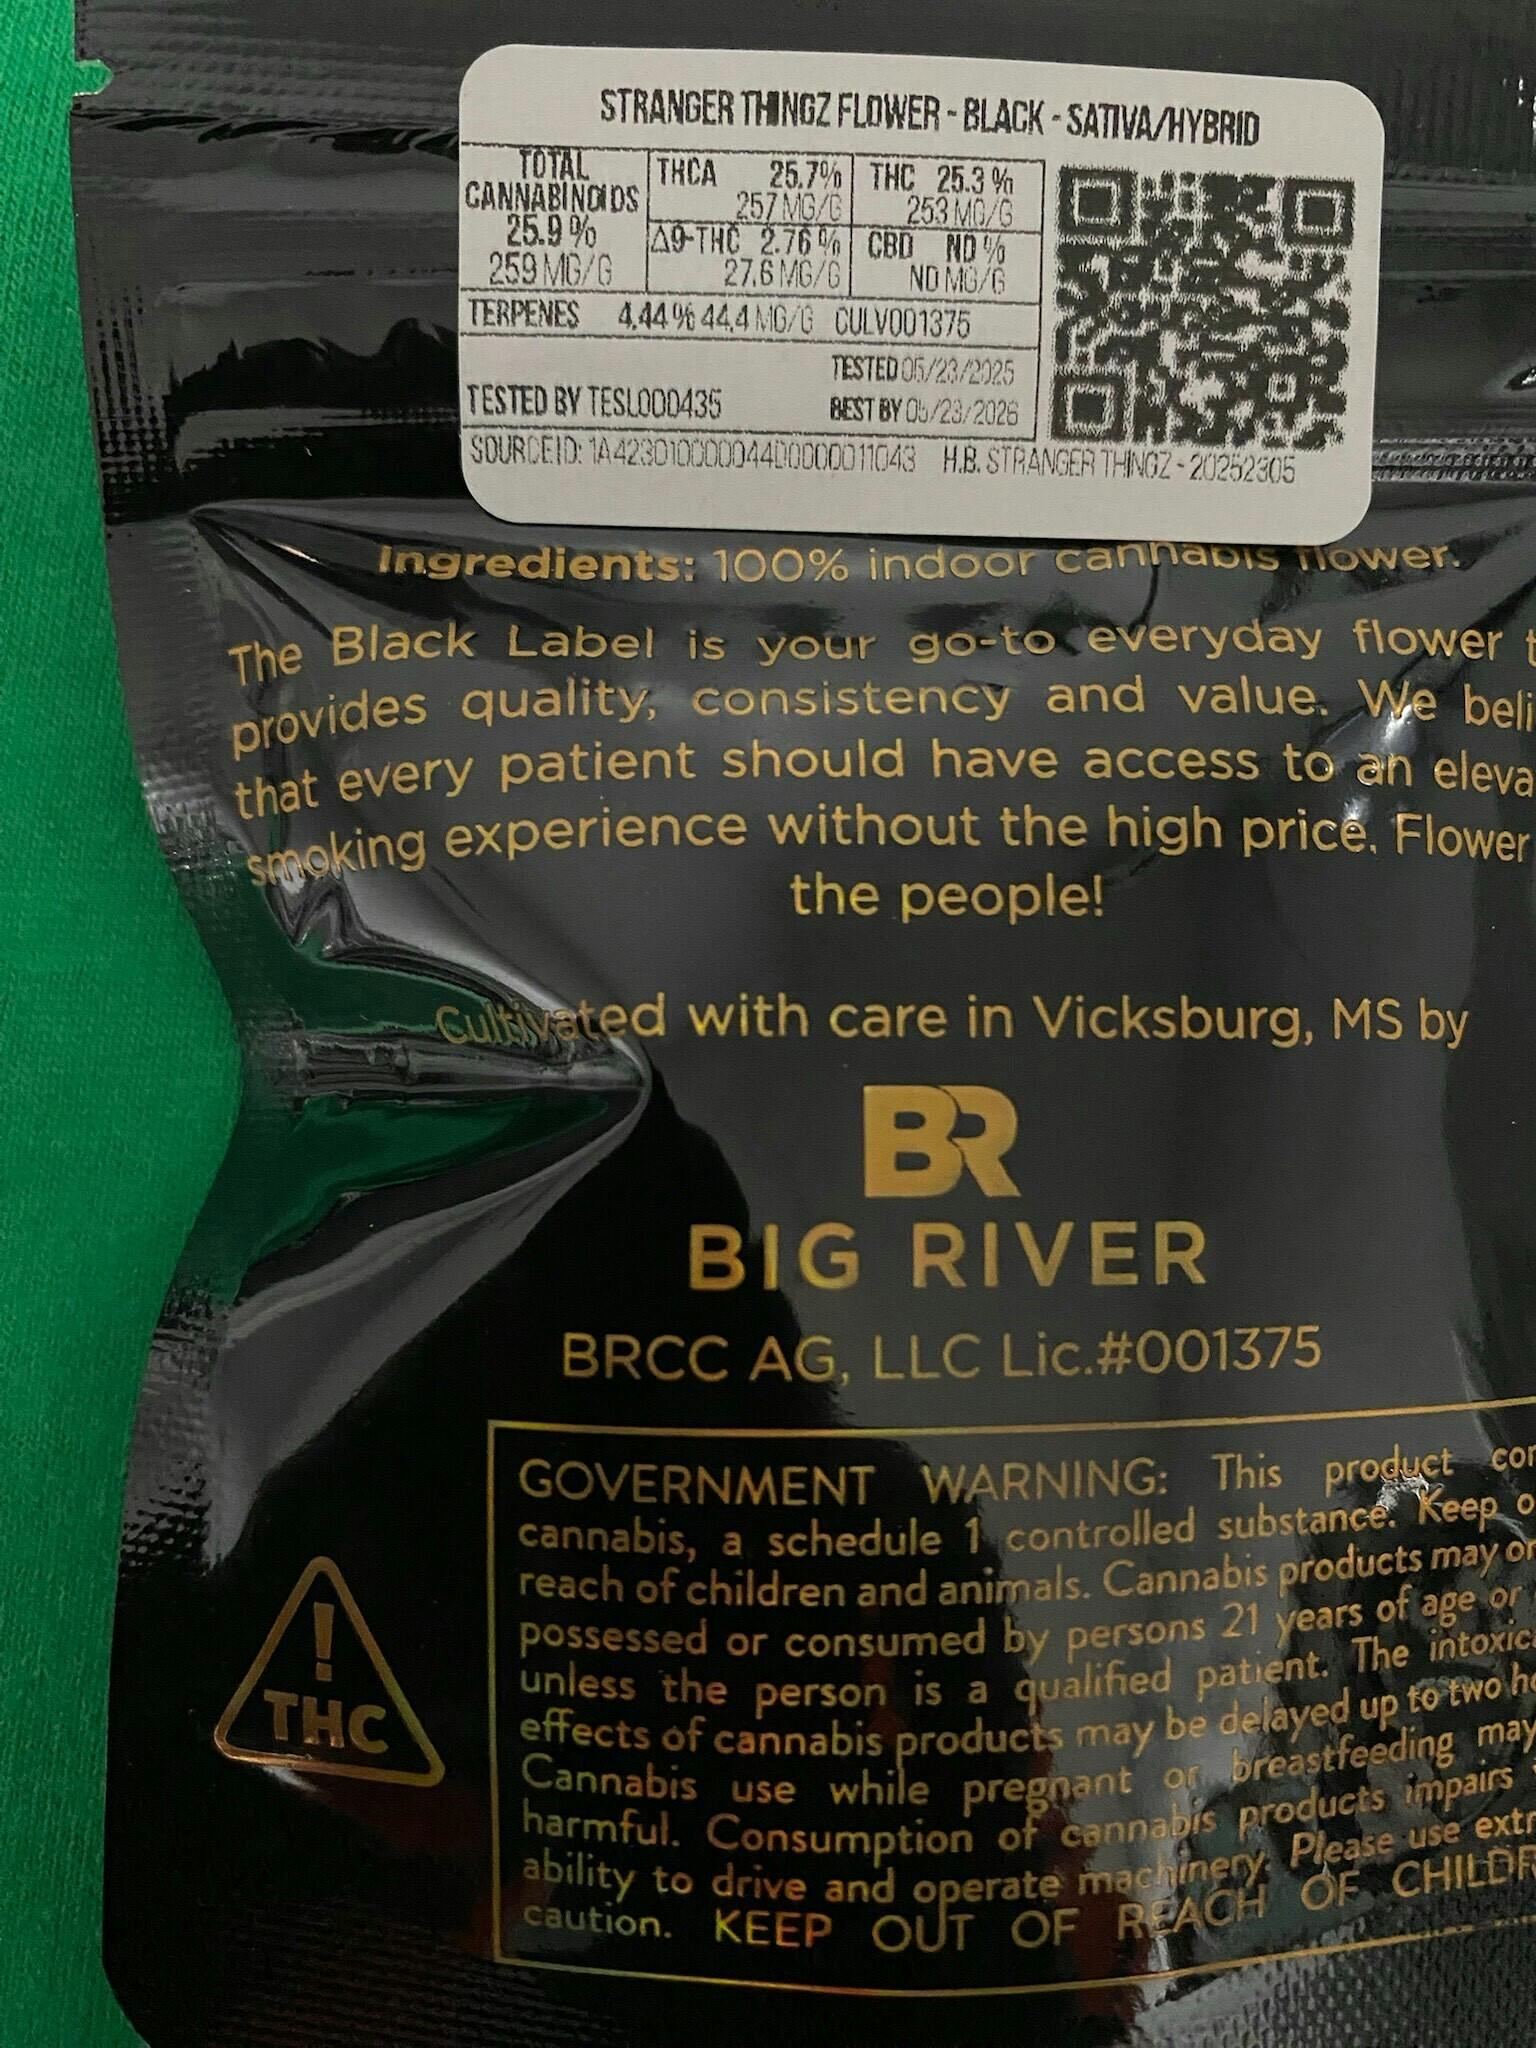 STRANGER THINGZ FLOWER - BLACK - SATIVA/HYBRID
TOTAL CANNABINOIDS 25.9% 259 MG/G
THCA 25.7% 257 MG/G
THC 25.3% 253 MG/G
Δ9-THC 2.76% 27.6 MG/G
CBD ND% ND MG/G
TERPENES 4.44% 44.4 MG/G CULV001375
TESTED 05/23/2025
TESTED BY TESL000435 BEST BY 05/23/2026
SOURCEID: 1A4230100000440000011043 H.B. STRANGER THINGZ - 20252305
Ingredients: 100% indoor cannabis flower.
The Black Label is your go-to everyday flower t
provides quality, consistency and value. We beli
that every patient should have access to an eleva
smoking experience without the high price. Flower
the people!
Cultivated with care in Vicksburg, MS by
BR
BIG RIVER
BRCC AG, LLC Lic.#001375
GOVERNMENT WARNING: This product con
cannabis, a schedule 1 controlled substance. Keep o
reach of children and animals. Cannabis products may on
possessed or consumed by persons 21 years of age or
unless the person is a qualified patient. The intoxic
effects of cannabis products may be delayed up to two ho
Cannabis use while pregnant or breastfeeding may
harmful. Consumption of cannabis products impairs
ability to drive and operate machinery. Please use extr
caution. KEEP OUT OF REACH OF CHILDR
!
THC